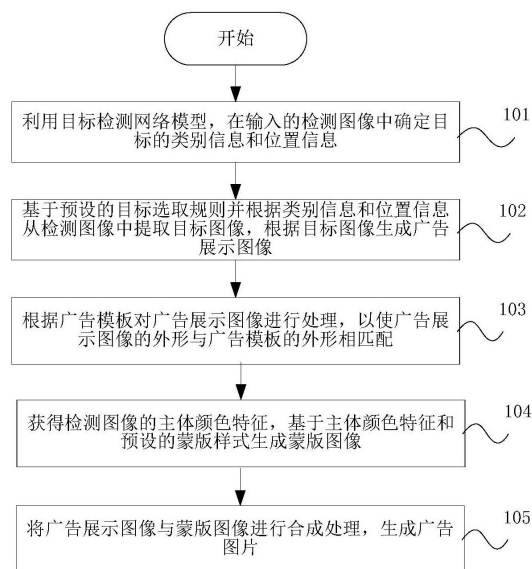 开始
利用目标检测网络模型，在输入的检测图像中确定目
标的类别信息和位置信息
101
基于预设的目标选取规则并根据类别信息和位置信息
从检测图像中提取目标图像，根据目标图像生成广告
展示图像
102
根据广告模板对广告展示图像进行处理，以使广告展
示图像的外形与广告模板的外形相匹配
103
获得检测图像的主体颜色特征，基于主体颜色特征和
预设的蒙版样式生成蒙版图像
104
将广告展示图像与蒙版图像进行合成处理，生成广告
图片
105